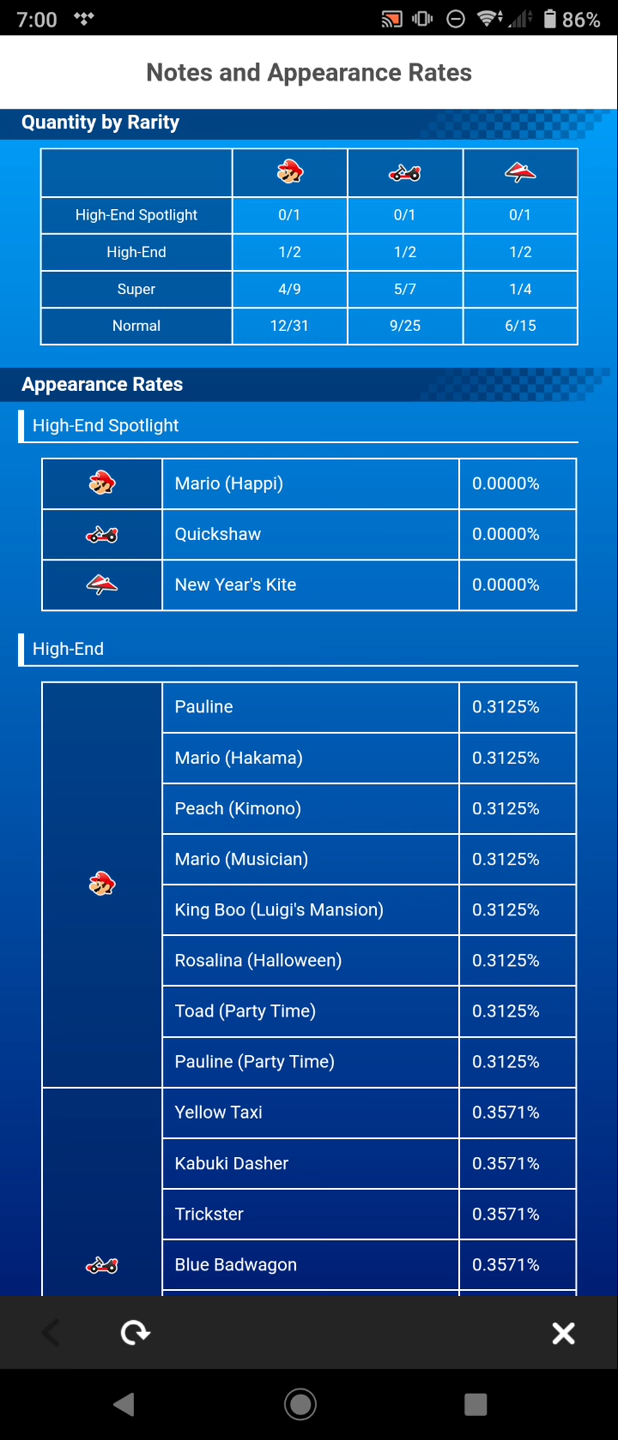 7:00 86%
Notes and Appearance Rates
Quantity by Rarity
High-End Spotlight 0/1 0/1 0/1
High-End 1/2 1/2 1/2
Super 4/9 5/7 1/4
Normal 12/31 9/25 6/15
Appearance Rates
High-End Spotlight
Mario (Happi) 0.0000%
Quickshaw 0.0000%
New Year's Kite 0.0000%
High-End
Pauline 0.3125%
Mario (Hakama) 0.3125%
Peach (Kimono) 0.3125%
Mario (Musician) 0.3125%
King Boo (Luigi's Mansion) 0.3125%
Rosalina (Halloween) 0.3125%
Toad (Party Time) 0.3125%
Pauline (Party Time) 0.3125%
Yellow Taxi 0.3571%
Kabuki Dasher 0.3571%
Trickster 0.3571%
Blue Badwagon 0.3571%